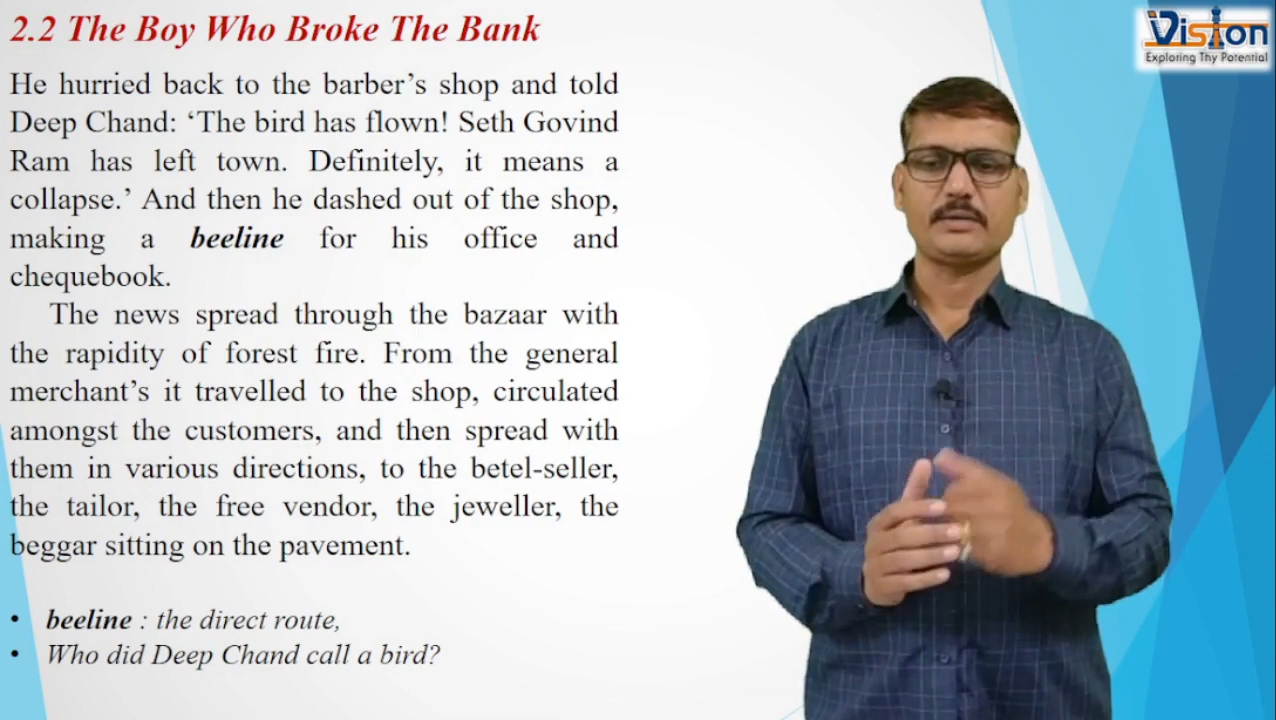 2.2 The Boy Who Broke The Bank
Vision
Exploring Thy Potential
He hurried back to the barber’s shop and told
Deep Chand: ‘The bird has flown! Seth Govind
Ram has left town. Definitely, it means a
collapse.’ And then he dashed out of the shop,
making a beeline for his office and
chequebook.
The news spread through the bazaar with
the rapidity of forest fire. From the general
merchant’s it travelled to the shop, circulated
amongst the customers, and then spread with
them in various directions, to the betel-seller,
the tailor, the free vendor, the jeweller, the
beggar sitting on the pavement.
• beeline : the direct route,
• Who did Deep Chand call a bird?